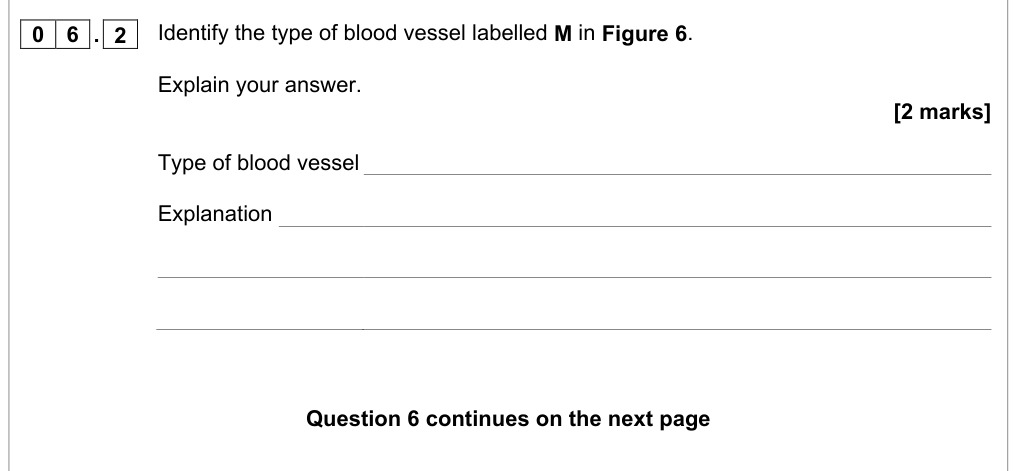 0 6 . 2 Identify the type of blood vessel labelled M in Figure 6.
Explain your answer.
[2 marks]
Type of blood vessel
Explanation
Question 6 continues on the next page